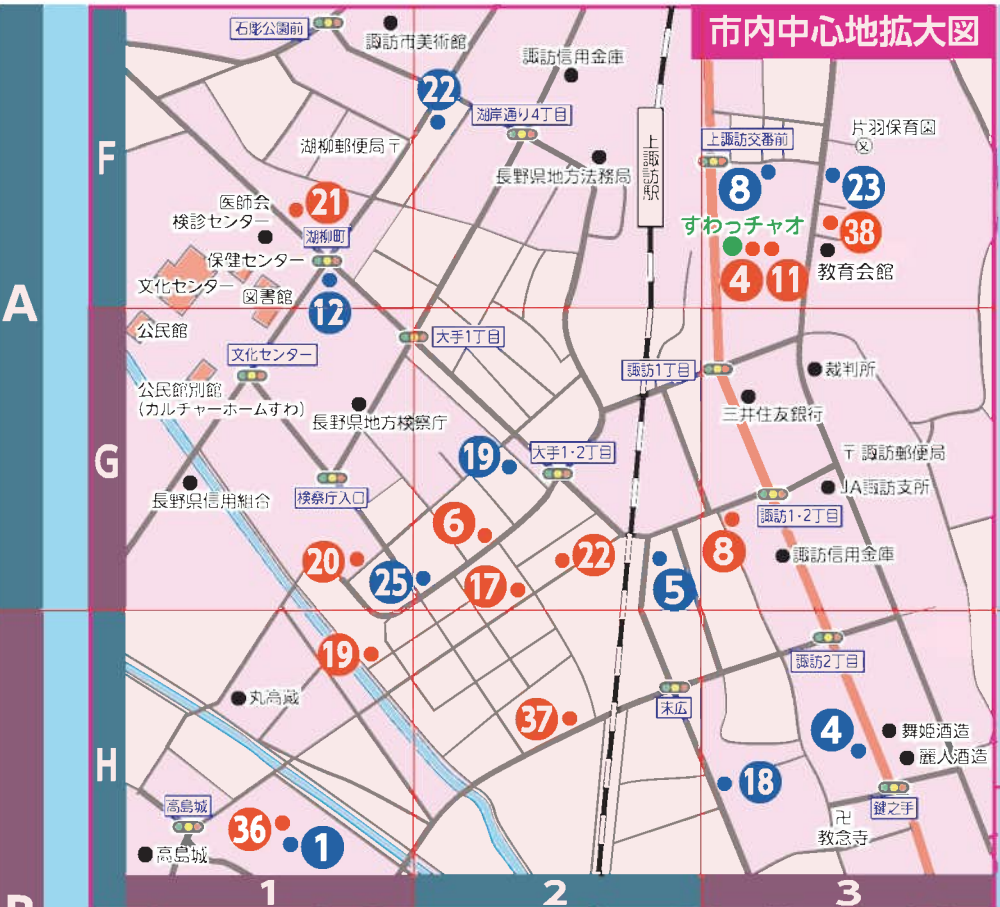 市内中心地拡大図
石彫公園前
諏訪市美術館
諏訪信用金庫
22
湖岸通り4丁目
湖柳郵便局〒
長野県地方法務局
上諏訪駅
上諏訪交番前
片羽保育園
8
23
38
すわっチャオ
4
11
教育会館
F
医師会
検診センター
21
湖柳町
保健センター
文化センター
図書館
12
A
公民館
文化センター
大手1丁目
諏訪1丁目
裁判所
公民館別館
(カルチャーホームすわ)
長野県地方検察庁
三井住友銀行
G
19
大手1・2丁目
〒諏訪郵便局
JA諏訪支所
長野県信用組合
検察庁入口
諏訪1・2丁目
6
20
25
17
22
5
8
諏訪信用金庫
19
諏訪2丁目
丸高蔵
末広
37
4
舞姫酒造
麗人酒造
H
18
高島城
鍵之手
36
1
高島城
卍
教念寺
1
2
3
B